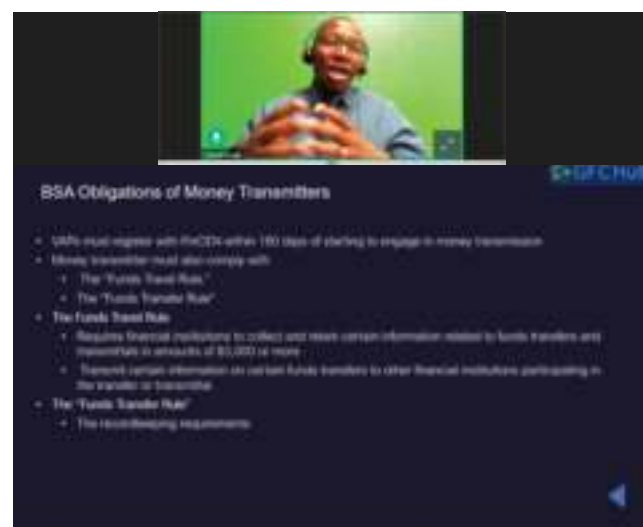 GFCHub
BSA Obligations of Money Transmitters
• VAPs must register with FinCEN within 180 days of starting to engage in money transmission
• Money transmitter must also comply with
• The "Funds Travel Rule,"
• The "Funds Transfer Rule"
• The Funds Travel Rule
• Requires financial institutions to collect and retain certain information related to funds transfers and
transmittals in amounts of $3,000 or more
• Transmit certain information on certain funds transfers to other financial institutions participating in
the transfer or transmittal
• The "Funds Transfer Rule"
• The recordkeeping requirements